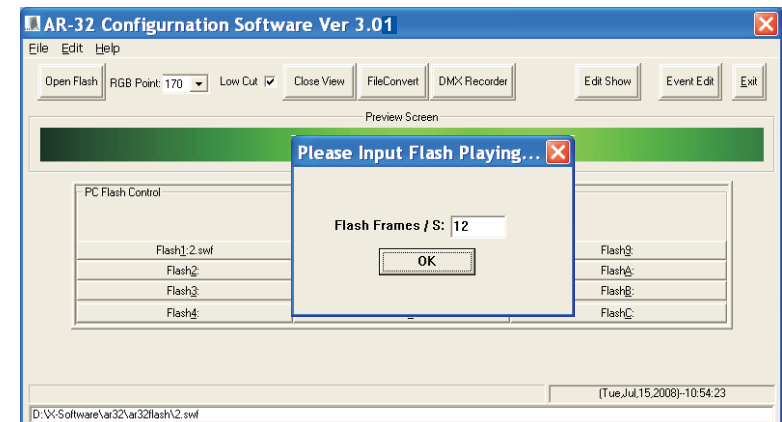 AR-32 Configurnation Software Ver 3.01
File Edit Help
Open Flash RGB Point: 170 Low Cut Close View FileConvert DMX Recorder Edit Show Event Edit Exit
Preview Screen
Please Input Flash Playing...
PC Flash Control
Flash Frames / S: 12
OK
Flash1:2.swf Flash9:
Flash2: FlashA:
Flash3: FlashB:
Flash4: FlashC:
(Tue,Jul,15,2008)--10:54:23
D:\X-Software\ar32\ar32flash\2.swf